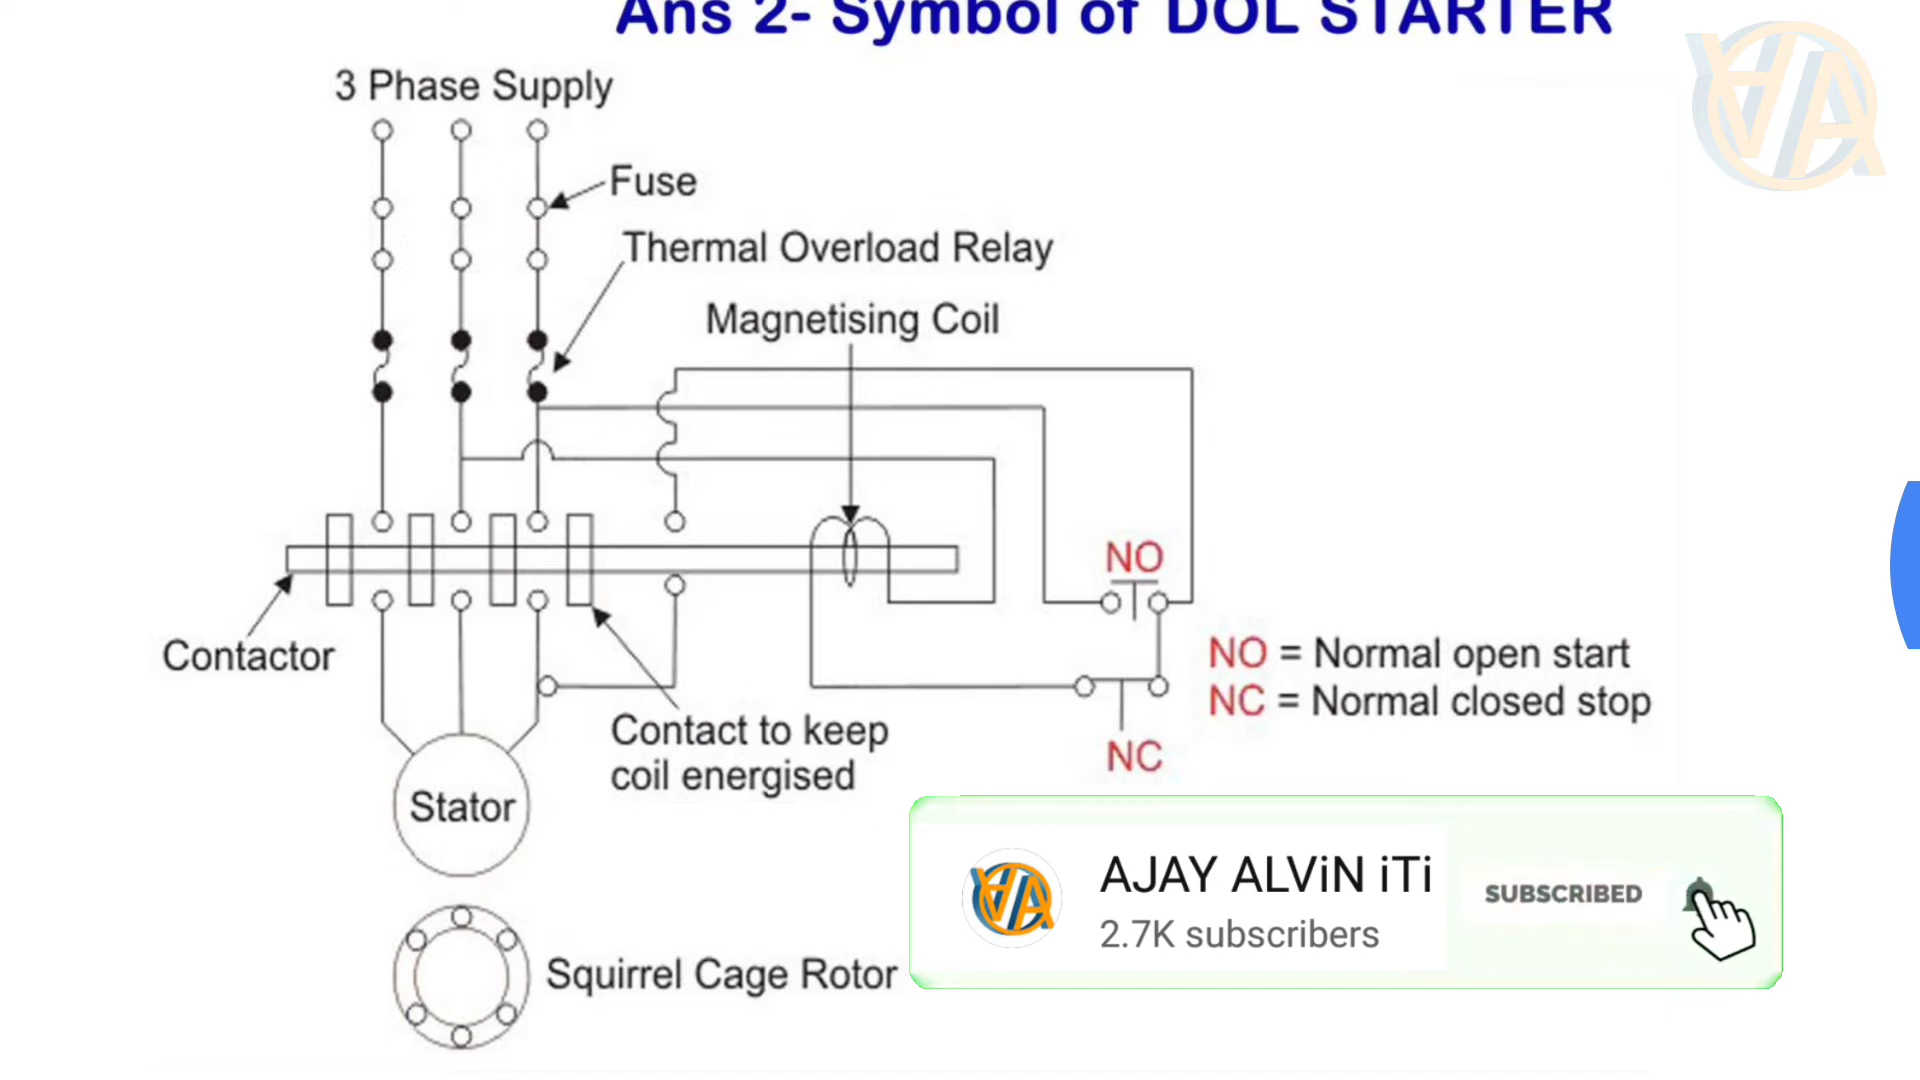 Ans 2- Symbol of DOL STARTER
3 Phase Supply
Fuse
Thermal Overload Relay
Magnetising Coil
NO
Contactor
NO = Normal open start
NC = Normal closed stop
Contact to keep
coil energised
NC
Stator
AJAY ALViN iTi
2.7K subscribers
SUBSCRIBED
Squirrel Cage Rotor